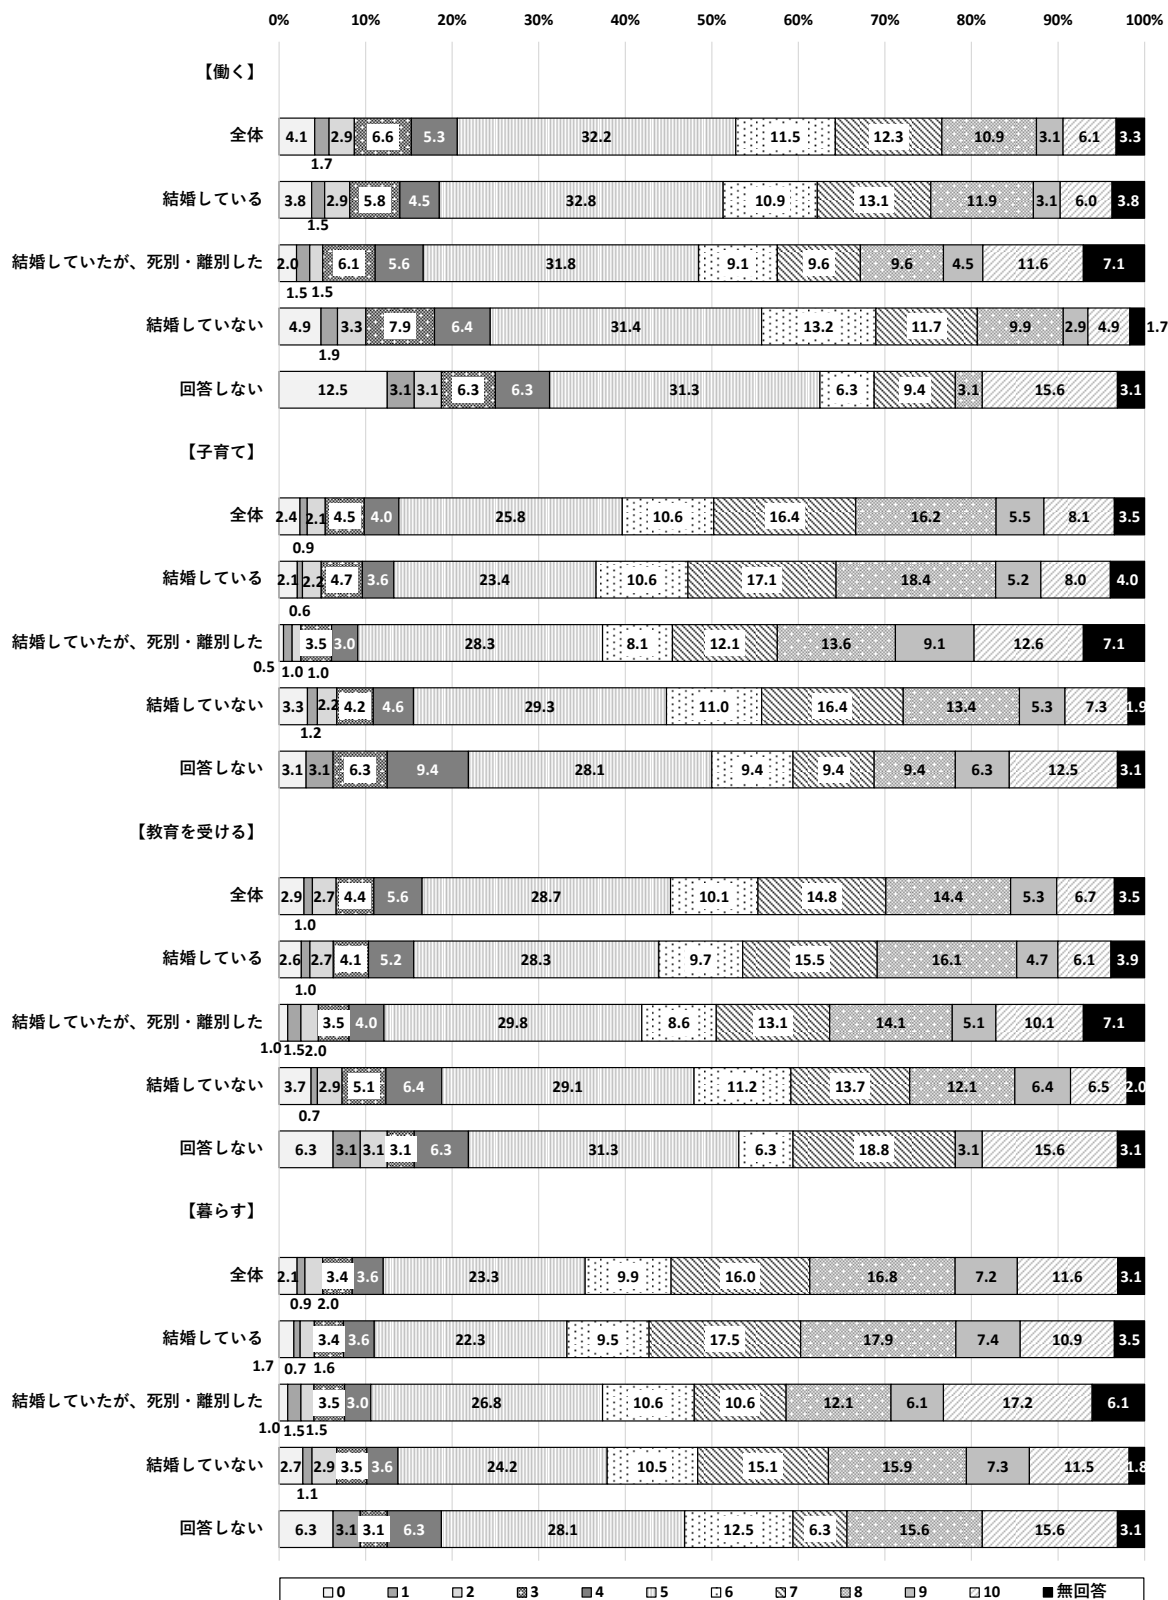 0% 10% 20% 30% 40% 50% 60% 70% 80% 90% 100%
【働く】
全体 4.1 1.7 2.9 6.6 5.3 32.2 11.5 12.3 10.9 3.1 6.1 3.3
結婚している 3.8 1.5 2.9 5.8 4.5 32.8 10.9 13.1 11.9 3.1 6.0 3.8
結婚していたが、死別・離別した 2.0 1.5 1.5 6.1 5.6 31.8 9.1 9.6 9.6 4.5 11.6 7.1
結婚していない 4.9 1.9 3.3 7.9 6.4 31.4 13.2 11.7 9.9 2.9 4.9 1.7
回答しない 12.5 3.1 3.1 6.3 6.3 31.3 6.3 9.4 3.1 15.6 3.1
【子育て】
全体 2.4 0.9 2.1 4.5 4.0 25.8 10.6 16.4 16.2 5.5 8.1 3.5
結婚している 2.1 0.6 2.2 4.7 3.6 23.4 10.6 17.1 18.4 5.2 8.0 4.0
結婚していたが、死別・離別した 0.5 1.0 1.0 3.5 3.0 28.3 8.1 12.1 13.6 9.1 12.6 7.1
結婚していない 3.3 1.2 2.2 4.2 4.6 29.3 11.0 16.4 13.4 5.3 7.3 1.9
回答しない 3.1 3.1 6.3 9.4 28.1 9.4 9.4 9.4 6.3 12.5 3.1
【教育を受ける】
全体 2.9 1.0 2.7 4.4 5.6 28.7 10.1 14.8 14.4 5.3 6.7 3.5
結婚している 2.6 1.0 2.7 4.1 5.2 28.3 9.7 15.5 16.1 4.7 6.1 3.9
結婚していたが、死別・離別した 1.0 1.5 2.0 3.5 4.0 29.8 8.6 13.1 14.1 5.1 10.1 7.1
結婚していない 3.7 0.7 2.9 5.1 6.4 29.1 11.2 13.7 12.1 6.4 6.5 2.0
回答しない 6.3 3.1 3.1 3.1 6.3 31.3 6.3 18.8 3.1 15.6 3.1
【暮らす】
全体 2.1 0.9 2.0 3.4 3.6 23.3 9.9 16.0 16.8 7.2 11.6 3.1
結婚している 1.7 0.7 1.6 3.4 3.6 22.3 9.5 17.5 17.9 7.4 10.9 3.5
結婚していたが、死別・離別した 1.0 1.5 1.5 3.5 3.0 26.8 10.6 10.6 12.1 6.1 17.2 6.1
結婚していない 2.7 1.1 2.9 3.5 3.6 24.2 10.5 15.1 15.9 7.3 11.5 1.8
回答しない 6.3 3.1 3.1 6.3 28.1 12.5 6.3 15.6 15.6 3.1
0 1 2 3 4 5 6 7 8 9 10 無回答